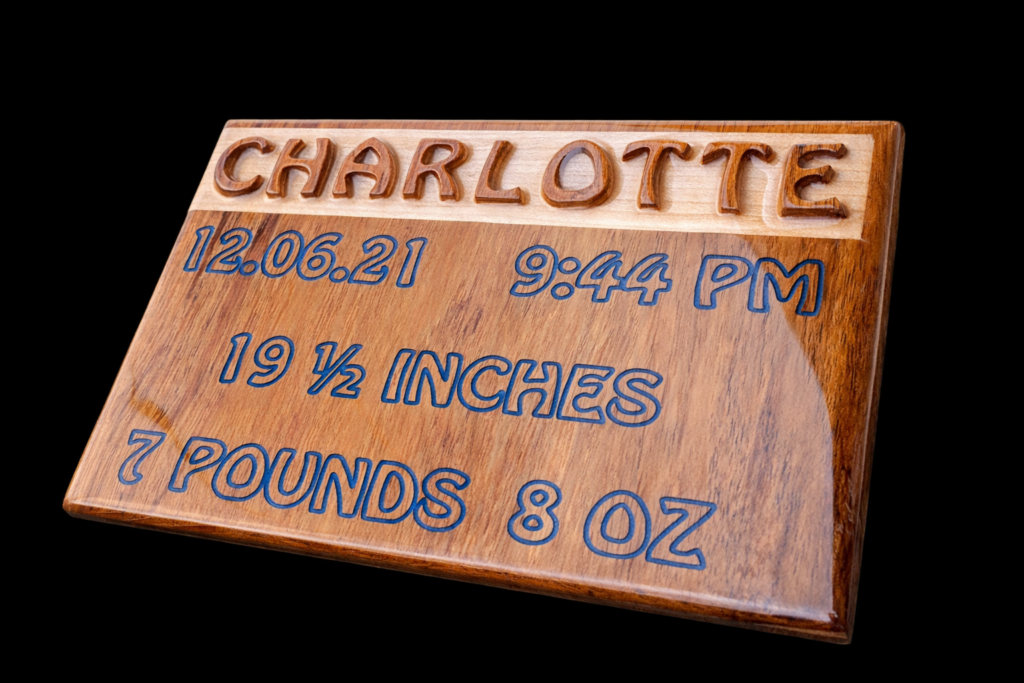 CHARLOTTE
12.06.21 9:44 PM
19 ½ INCHES
7 POUNDS 8 OZ